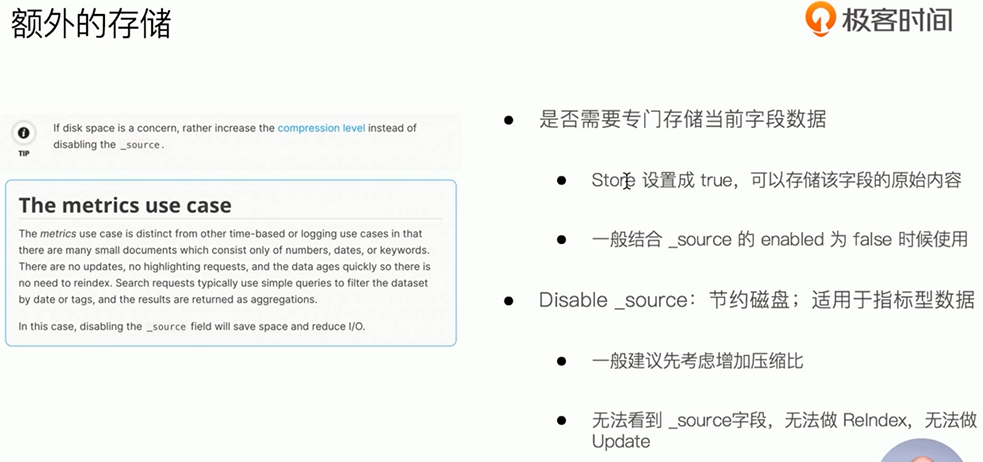 额外的存储
极客时间
If disk space is a concern, rather increase the compression level instead of
disabling the _source.
TIP
The metrics use case
The metrics use case is distinct from other time-based or logging use cases in that
there are many small documents which consist only of numbers, dates, or keywords.
There are no updates, no highlighting requests, and the data ages quickly so there is
no need to reindex. Search requests typically use simple queries to filter the dataset
by date or tags, and the results are returned as aggregations.
In this case, disabling the _source field will save space and reduce I/O.
是否需要专门存储当前字段数据
Store 设置成 true，可以存储该字段的原始内容
一般结合 _source 的 enabled 为 false 时候使用
Disable _source：节约磁盘；适用于指标型数据
一般建议先考虑增加压缩比
无法看到 _source字段，无法做 ReIndex，无法做
Update